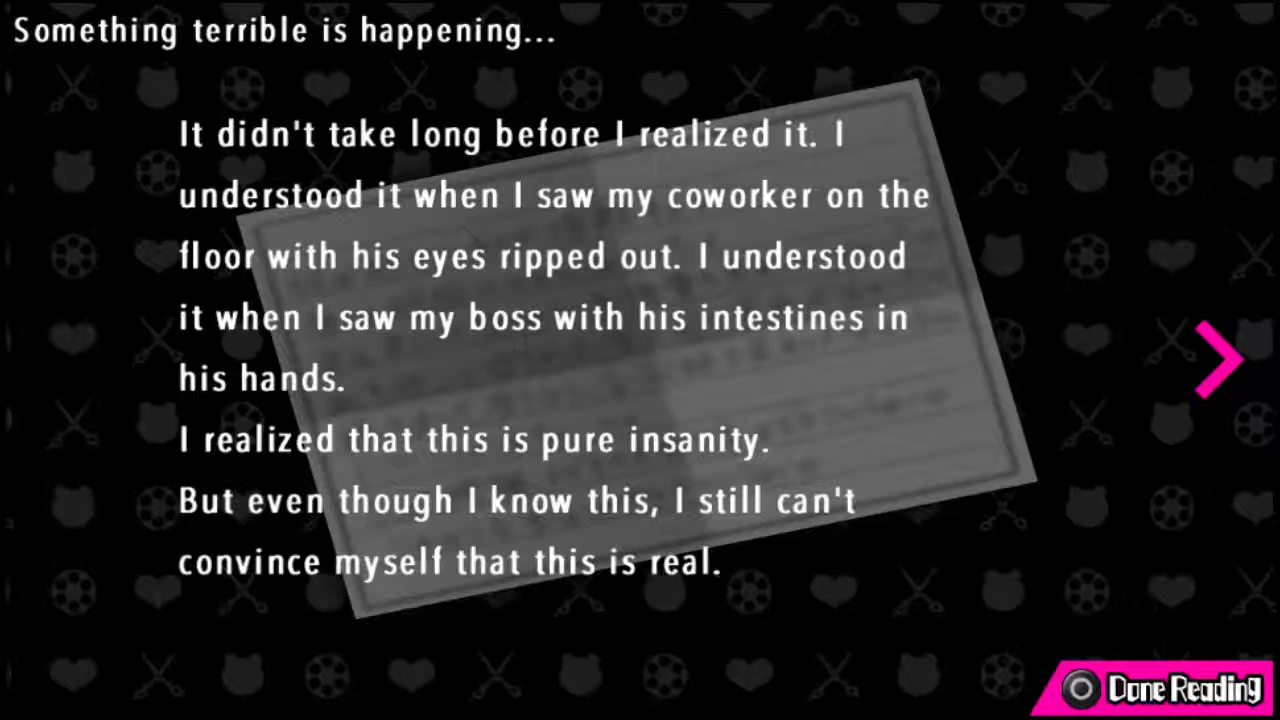 Something terrible is happening...
It didn't take long before I realized it. I
understood it when I saw my coworker on the
floor with his eyes ripped out. I understood
it when I saw my boss with his intestines in
his hands.
I realized that this is pure insanity.
But even though I know this, I still can't
convince myself that this is real.
Done Reading